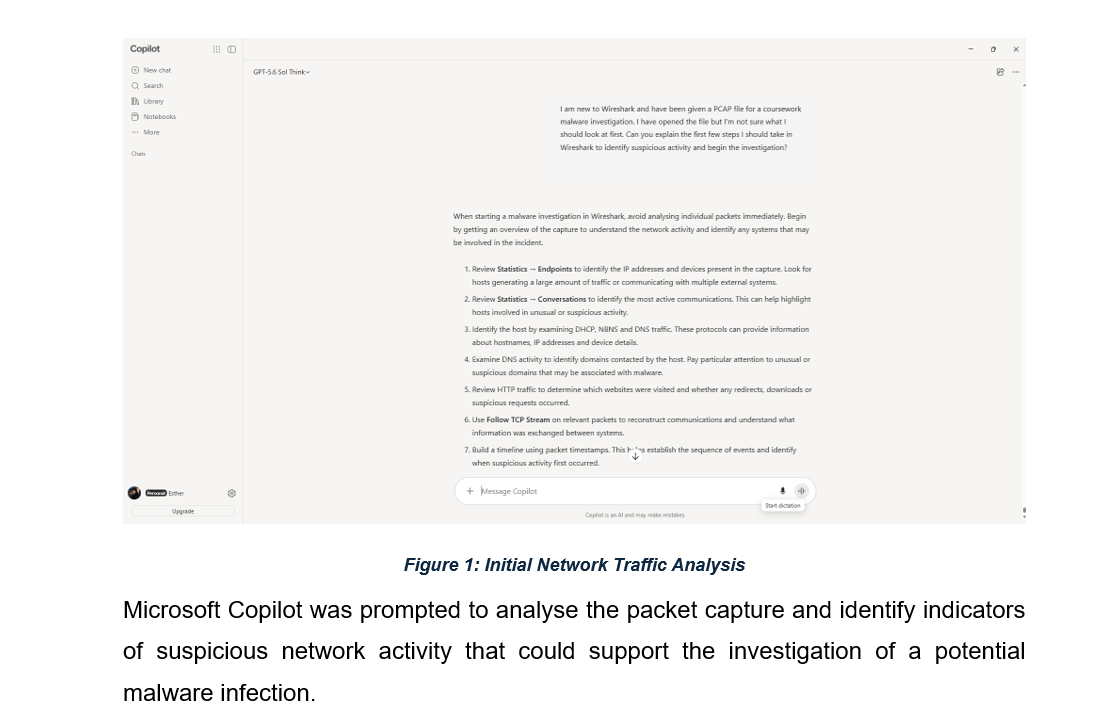 Copilot
New chat
Search
Library
Notebooks
More
Chats
Personal Esther
Upgrade
GPT-5.6 Sol Think
I am new to Wireshark and have been given a PCAP file for a coursework
malware investigation. I have opened the file but I'm not sure what I
should look at first. Can you explain the first few steps I should take in
Wireshark to identify suspicious activity and begin the investigation?
When starting a malware investigation in Wireshark, avoid analysing individual packets immediately. Begin
by getting an overview of the capture to understand the network activity and identify any systems that may
be involved in the incident.
1. Review Statistics → Endpoints to identify the IP addresses and devices present in the capture. Look for
hosts generating a large amount of traffic or communicating with multiple external systems.
2. Review Statistics → Conversations to identify the most active communications. This can help highlight
hosts involved in unusual or suspicious activity.
3. Identify the host by examining DHCP, NBNS and DNS traffic. These protocols can provide information
about hostnames, IP addresses and device details.
4. Examine DNS activity to identify domains contacted by the host. Pay particular attention to unusual or
suspicious domains that may be associated with malware.
5. Review HTTP traffic to determine which websites were visited and whether any redirects, downloads or
suspicious requests occurred.
6. Use Follow TCP Stream on relevant packets to reconstruct communications and understand what
information was exchanged between systems.
7. Build a timeline using packet timestamps. This establish the sequence of events and identify
when suspicious activity first occurred.
Message Copilot
Start dictation
Copilot is an AI and may make mistakes.
Figure 1: Initial Network Traffic Analysis
Microsoft Copilot was prompted to analyse the packet capture and identify indicators
of suspicious network activity that could support the investigation of a potential
malware infection.